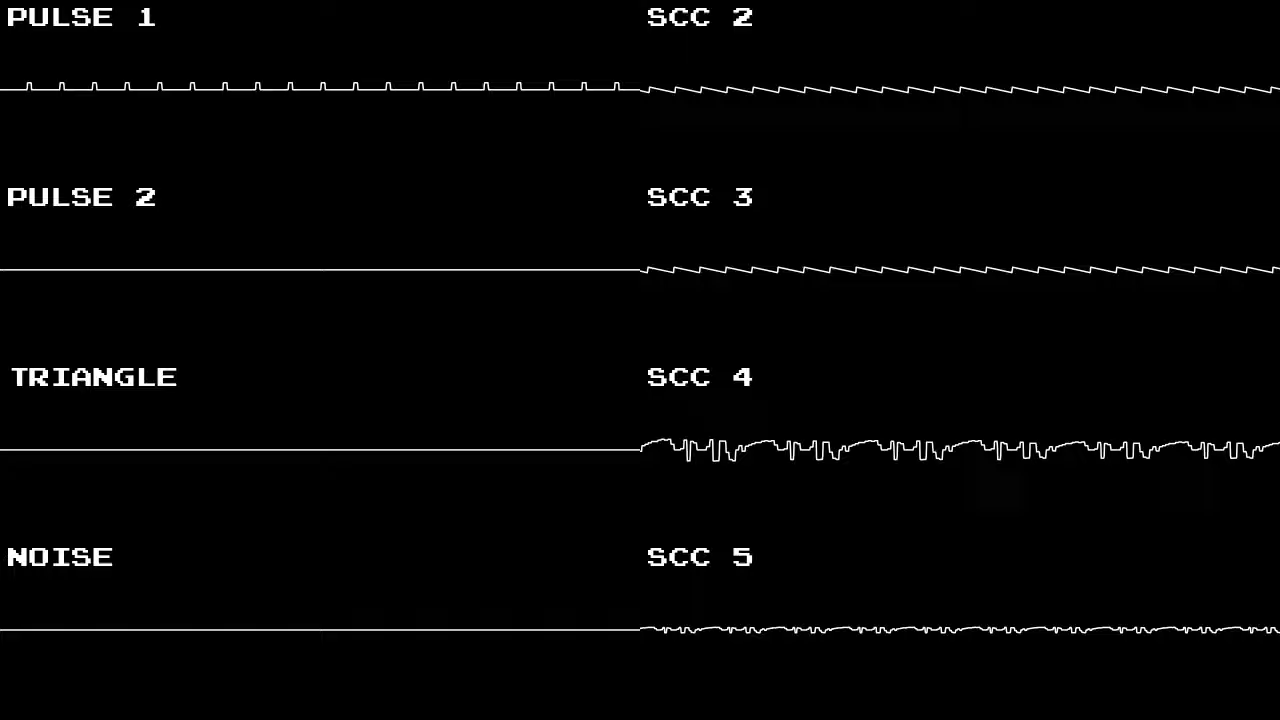 PULSE 1
PULSE 2
TRIANGLE
NOISE
SCC 2
SCC 3
SCC 4
SCC 5